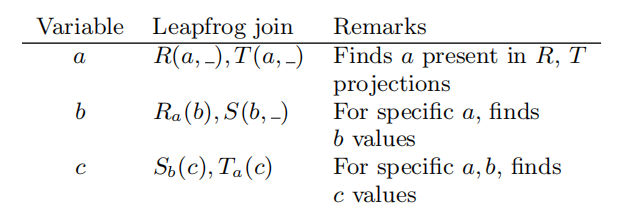 Variable Leapfrog join Remarks
a R(a, _), T(a, _) Finds a present in R, T
projections
b R_a(b), S(b, _) For specific a, finds
b values
c S_b(c), T_a(c) For specific a, b, finds
c values